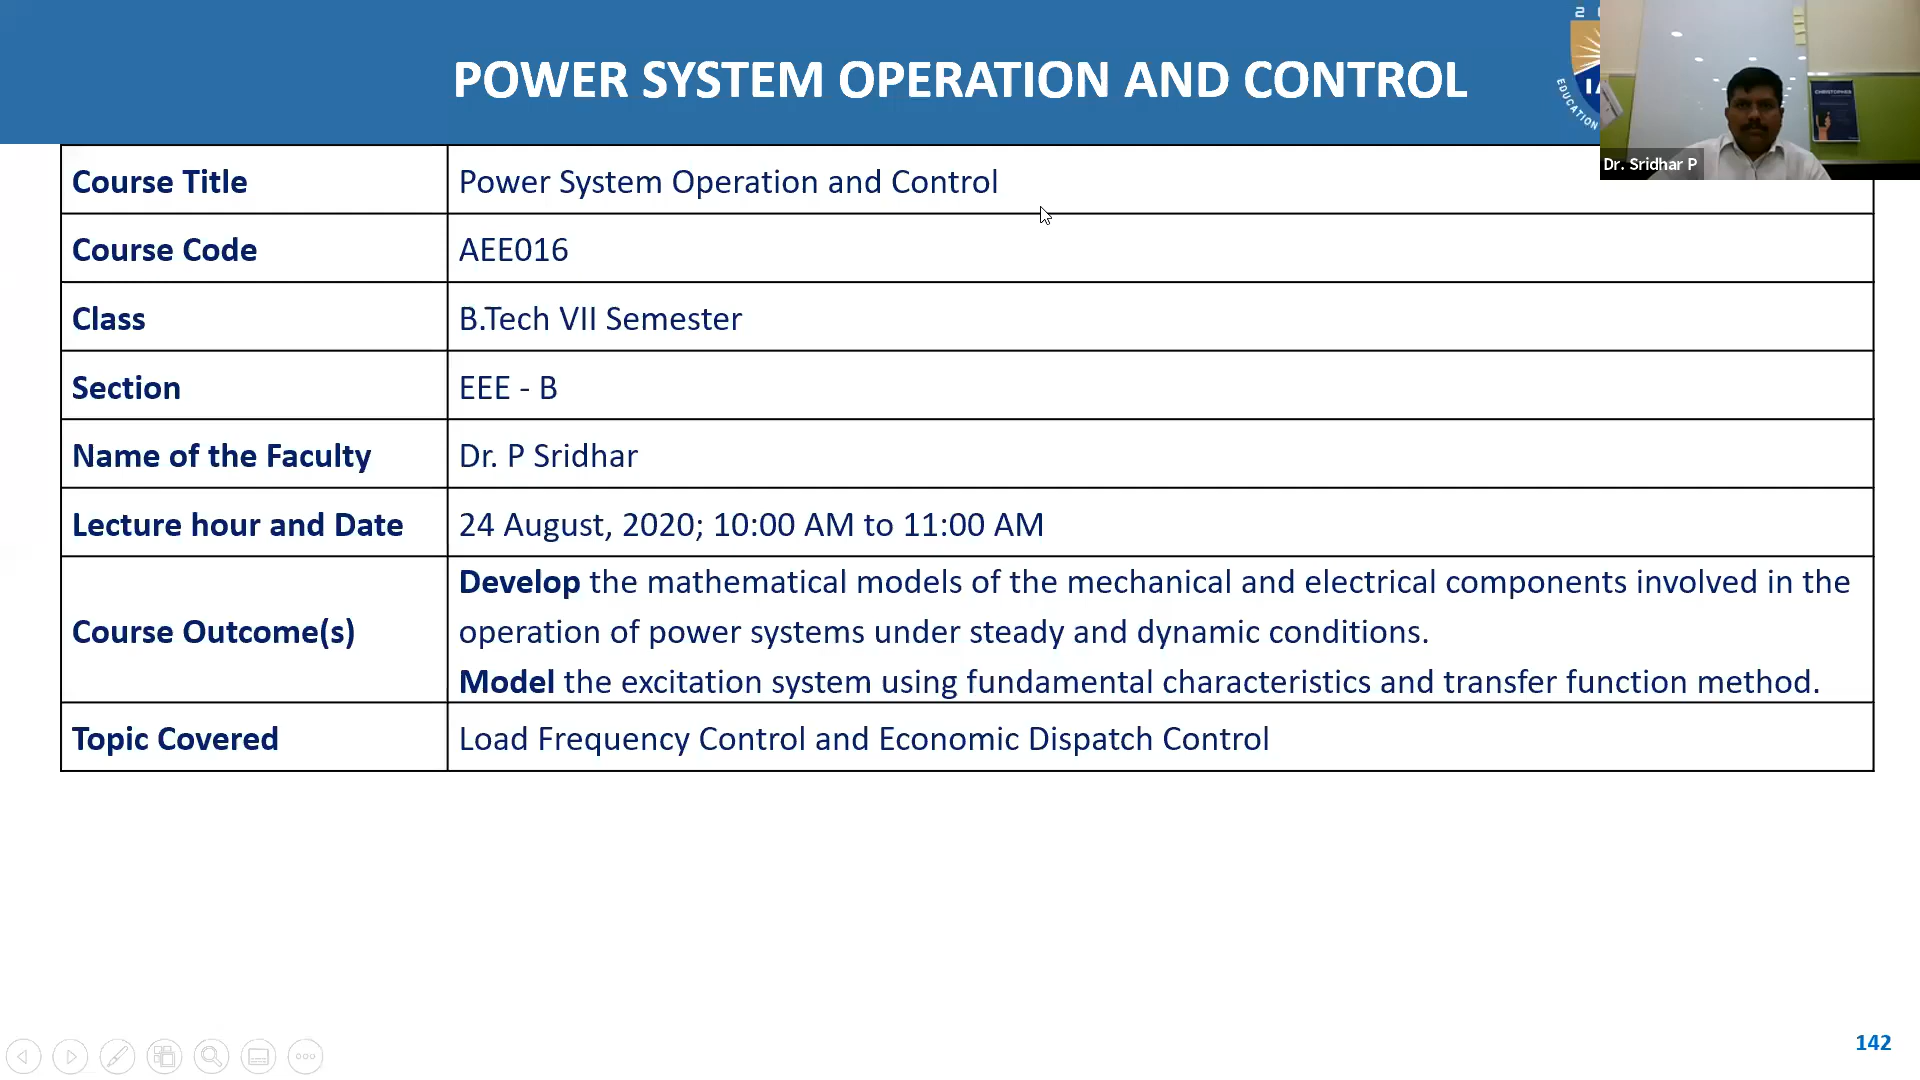 POWER SYSTEM OPERATION AND CONTROL
EDUCATION
Dr. Sridhar P
CHRISTOPHER
Course Title Power System Operation and Control
Course Code AEE016
Class B.Tech VII Semester
Section EEE - B
Name of the Faculty Dr. P Sridhar
Lecture hour and Date 24 August, 2020; 10:00 AM to 11:00 AM
Course Outcome(s) Develop the mathematical models of the mechanical and electrical components involved in the
operation of power systems under steady and dynamic conditions.
Model the excitation system using fundamental characteristics and transfer function method.
Topic Covered Load Frequency Control and Economic Dispatch Control
142